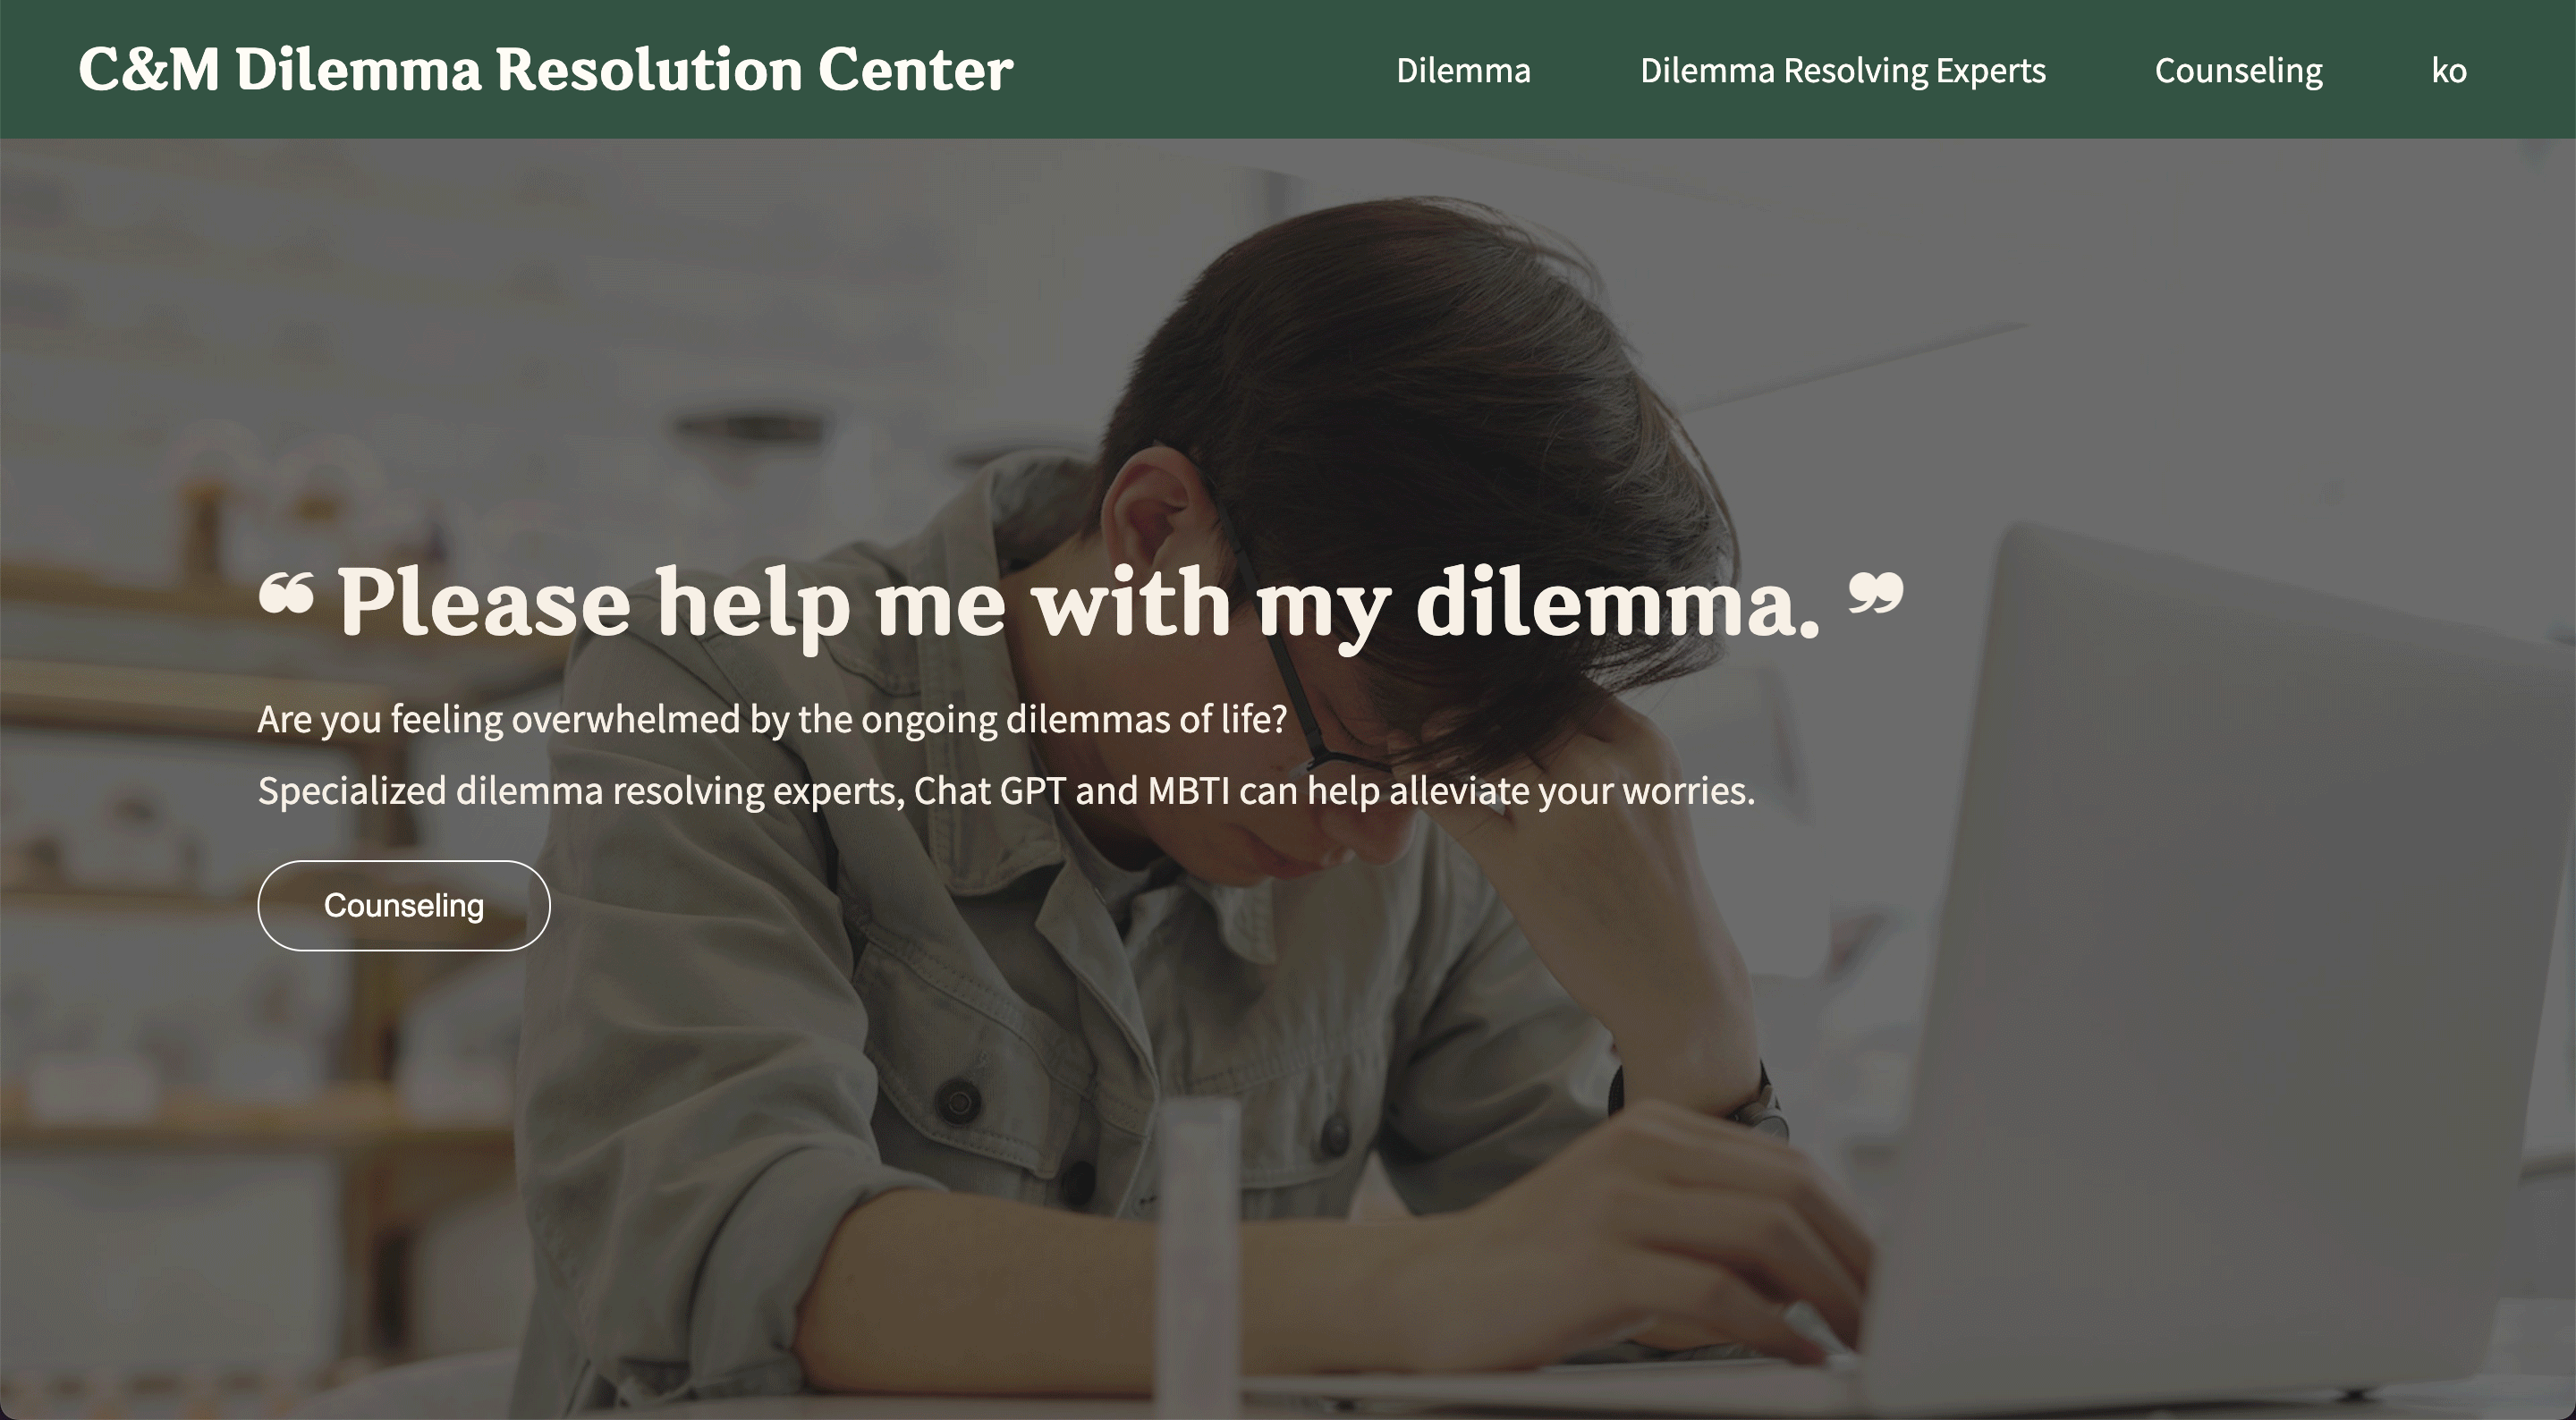 C&M Dilemma Resolution Center
Dilemma
Dilemma Resolving Experts
Counseling
ko
❝ Please help me with my dilemma. ❞
Are you feeling overwhelmed by the ongoing dilemmas of life?
Specialized dilemma resolving experts, Chat GPT and MBTI can help alleviate your worries.
Counseling